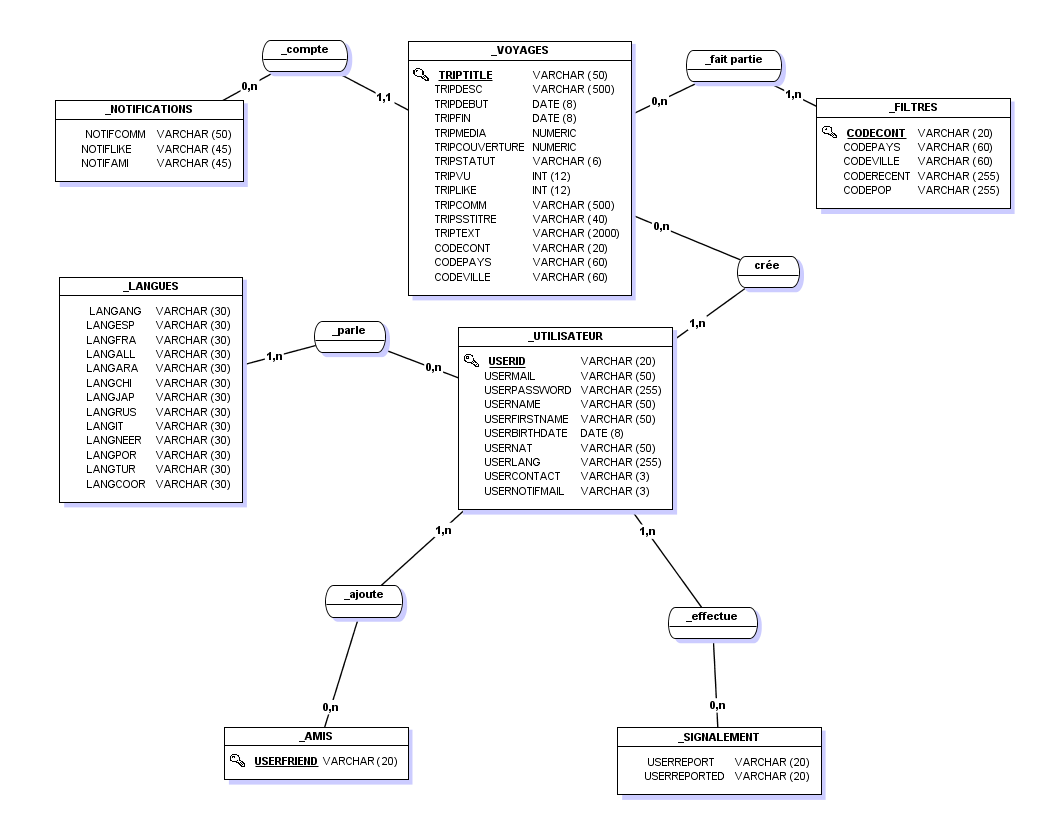 _compte
0,n
1,1
_NOTIFICATIONS
NOTIFCOMM VARCHAR (50)
NOTIFLIKE VARCHAR (45)
NOTIFAMI VARCHAR (45)
_VOYAGES
TRIPTITLE VARCHAR (50)
TRIPDESC VARCHAR (500)
TRIPDEBUT DATE (8)
TRIPFIN DATE (8)
TRIPMEDIA NUMERIC
TRIPCOUVERTURE NUMERIC
TRIPSTATUT VARCHAR (6)
TRIPVU INT (12)
TRIPLIKE INT (12)
TRIPCOMM VARCHAR (500)
TRIPSSTITRE VARCHAR (40)
TRIPTEXT VARCHAR (2000)
CODECONT VARCHAR (20)
CODEPAYS VARCHAR (60)
CODEVILLE VARCHAR (60)
_fait partie
0,n
1,n
_FILTRES
CODECONT VARCHAR (20)
CODEPAYS VARCHAR (60)
CODEVILLE VARCHAR (60)
CODERECENT VARCHAR (255)
CODEPOP VARCHAR (255)
0,n
crée
1,n
_LANGUES
LANGANG VARCHAR (30)
LANGESP VARCHAR (30)
LANGFRA VARCHAR (30)
LANGALL VARCHAR (30)
LANGARA VARCHAR (30)
LANGCHI VARCHAR (30)
LANGJAP VARCHAR (30)
LANGRUS VARCHAR (30)
LANGIT VARCHAR (30)
LANGNEER VARCHAR (30)
LANGPOR VARCHAR (30)
LANGTUR VARCHAR (30)
LANGCOOR VARCHAR (30)
_parle
1,n
0,n
_UTILISATEUR
USERID VARCHAR (20)
USERMAIL VARCHAR (50)
USERPASSWORD VARCHAR (255)
USERNAME VARCHAR (50)
USERFIRSTNAME VARCHAR (50)
USERBIRTHDATE DATE (8)
USERNAT VARCHAR (50)
USERLANG VARCHAR (255)
USERCONTACT VARCHAR (3)
USERNOTIFMAIL VARCHAR (3)
1,n
1,n
_ajoute
_effectue
0,n
0,n
_AMIS
USERFRIEND VARCHAR (20)
_SIGNALEMENT
USERREPORT VARCHAR (20)
USERREPORTED VARCHAR (20)